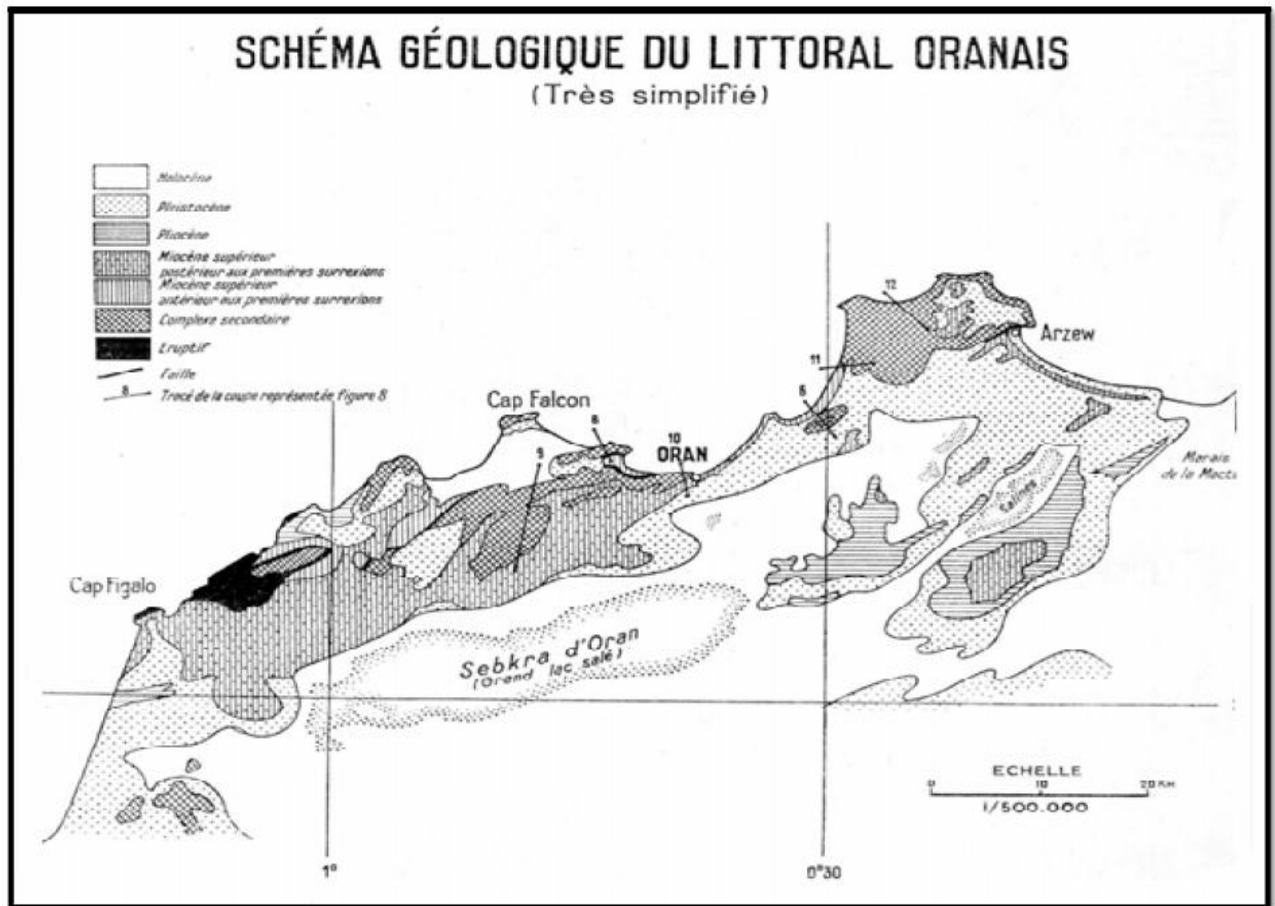 SCHÉMA GÉOLOGIQUE DU LITTORAL ORANAIS
(Très simplifié)
Holocène
Pléistocène
Pliocène
Miocène supérieur
postérieur aux premières surrexions
Miocène supérieur
antérieur aux premières surrexions
Complexe secondaire
Eruptif
Faille
8
Tracé de la coupe représentée figure 8
12
Arzew
11
Cap Falcon
6
8
9
10
ORAN
Marais
de la Macta
Salines
Cap Figalo
Sebkra d'Oran
(Grand lac salé)
ECHELLE
0 10 20 KM.
1/500.000
1° 0°30